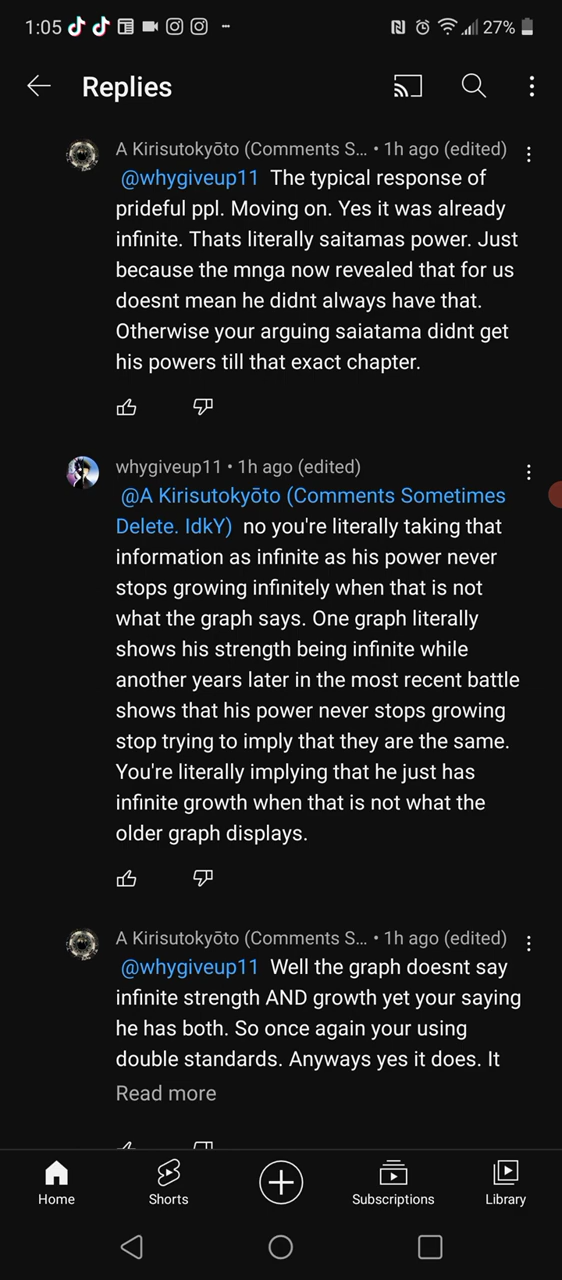 1:05 27%
Replies
A Kirisutokyōto (Comments S... • 1h ago (edited)
@whygiveup11 The typical response of
prideful ppl. Moving on. Yes it was already
infinite. Thats literally saitamas power. Just
because the mnga now revealed that for us
doesnt mean he didnt always have that.
Otherwise your arguing saiatama didnt get
his powers till that exact chapter.
whygiveup11 • 1h ago (edited)
@A Kirisutokyōto (Comments Sometimes
Delete. IdkY) no you're literally taking that
information as infinite as his power never
stops growing infinitely when that is not
what the graph says. One graph literally
shows his strength being infinite while
another years later in the most recent battle
shows that his power never stops growing
stop trying to imply that they are the same.
You're literally implying that he just has
infinite growth when that is not what the
older graph displays.
A Kirisutokyōto (Comments S... • 1h ago (edited)
@whygiveup11 Well the graph doesnt say
infinite strength AND growth yet your saying
he has both. So once again your using
double standards. Anyways yes it does. It
Read more
Home Shorts Subscriptions Library